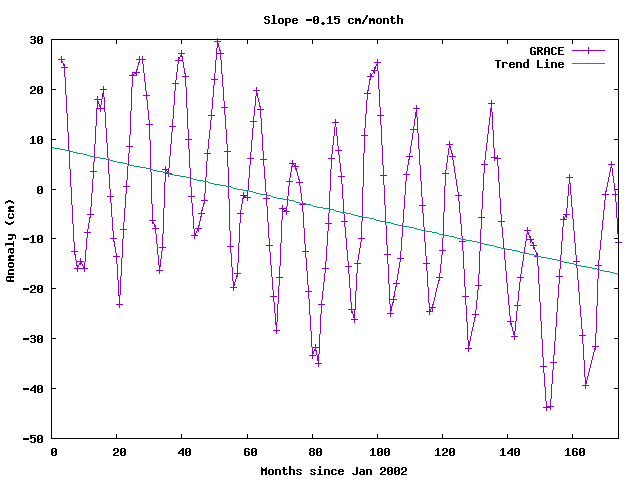 Slope -0.15 cm/month
GRACE
Trend Line
30
20
10
0
-10
-20
-30
-40
-50
Anomaly (cm)
0 20 40 60 80 100 120 140 160
Months since Jan 2002